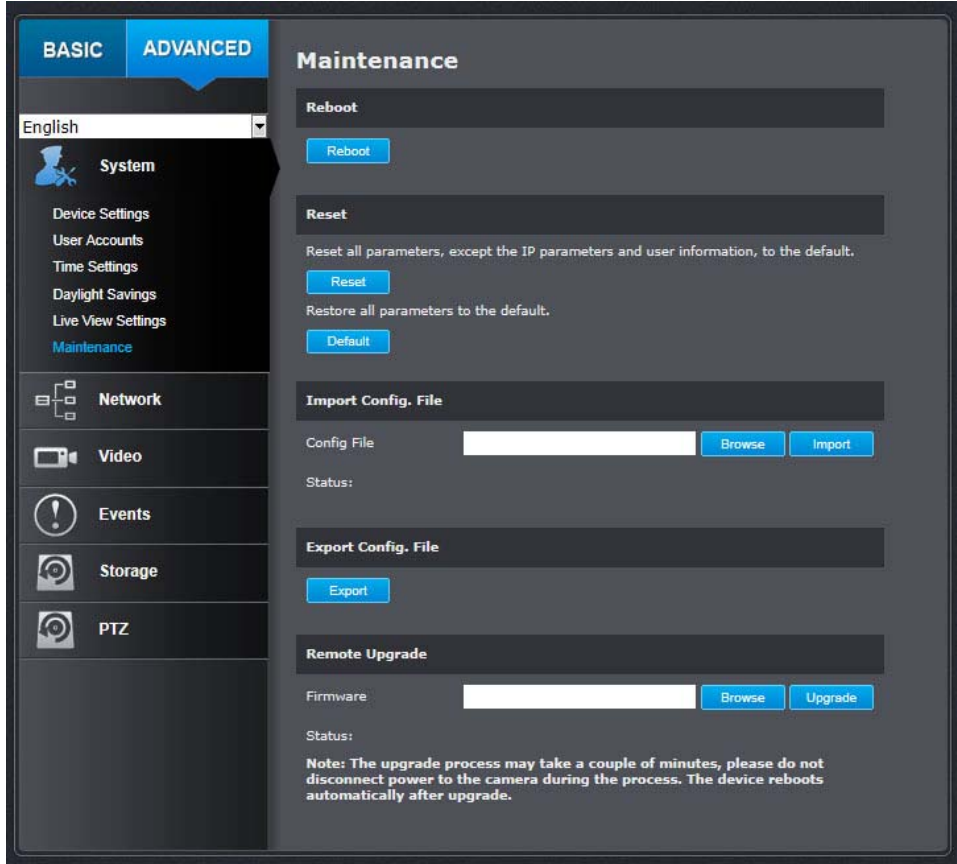 BASIC
ADVANCED
English
System
Device Settings
User Accounts
Time Settings
Daylight Savings
Live View Settings
Maintenance
Network
Video
Events
Storage
PTZ
Maintenance
Reboot
Reboot
Reset
Reset all parameters, except the IP parameters and user information, to the default.
Reset
Restore all parameters to the default.
Default
Import Config. File
Config File Browse Import
Status:
Export Config. File
Export
Remote Upgrade
Firmware Browse Upgrade
Status:
Note: The upgrade process may take a couple of minutes, please do not
disconnect power to the camera during the process. The device reboots
automatically after upgrade.